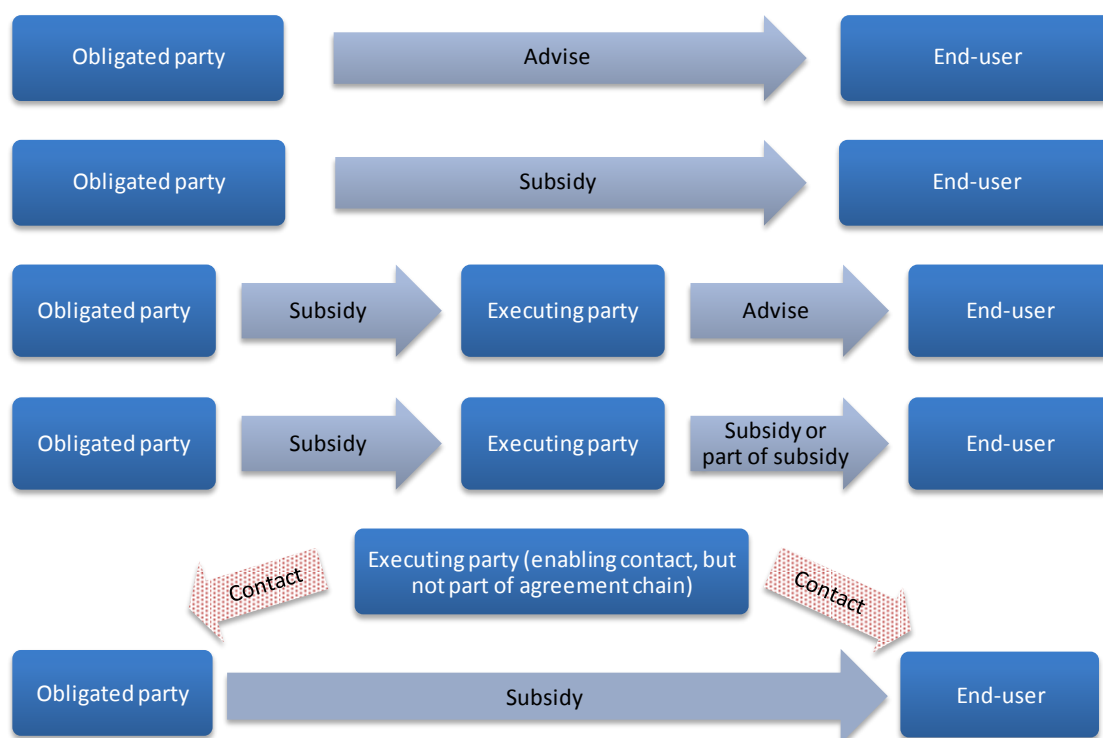 Obligated party
Advise
End-user
Obligated party
Subsidy
End-user
Obligated party
Subsidy
Executing party
Advise
End-user
Obligated party
Subsidy
Executing party
Subsidy or
part of subsidy
End-user
Executing party (enabling contact, but
not part of agreement chain)
Contact
Contact
Obligated party
Subsidy
End-user